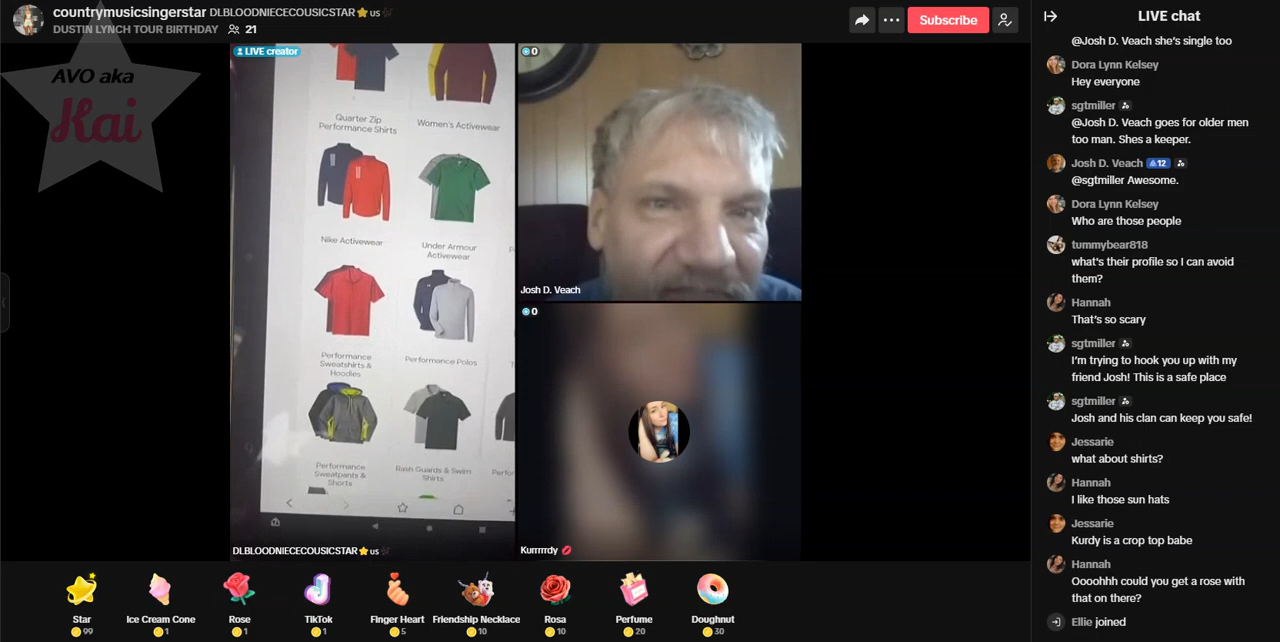 countrymusicsingerstar DLBLOODNIECECOUSICSTAR⭐us
DUSTIN LYNCH TOUR BIRTHDAY 21
Subscribe
AVO aka
Kai
LIVE creator
Quarter Zip
Performance Shirts
Women's Activewear
Nike Activewear
Under Armour
Activewear
Performance
Sweatshirts &
Hoodies
Performance Polos
Performance
Sweatpants &
Shorts
Rash Guards & Swim
Shirts
DLBLOODNIECECOUSICSTAR⭐us
0
Josh D. Veach
0
Kurrrrrdy 💋
Star
99
Ice Cream Cone
1
Rose
1
TikTok
1
Finger Heart
5
Friendship Necklace
10
Rosa
10
Perfume
20
Doughnut
30
LIVE chat
@Josh D. Veach she's single too
Dora Lynn Kelsey
Hey everyone
sgtmiller
@Josh D. Veach goes for older men
too man. Shes a keeper.
Josh D. Veach 12
@sgtmiller Awesome.
Dora Lynn Kelsey
Who are those people
tummybear818
what's their profile so I can avoid
them?
Hannah
That's so scary
sgtmiller
I'm trying to hook you up with my
friend Josh! This is a safe place
sgtmiller
Josh and his clan can keep you safe!
Jessarie
what about shirts?
Hannah
I like those sun hats
Jessarie
Kurdy is a crop top babe
Hannah
Oooohhh could you get a rose with
that on there?
Ellie joined